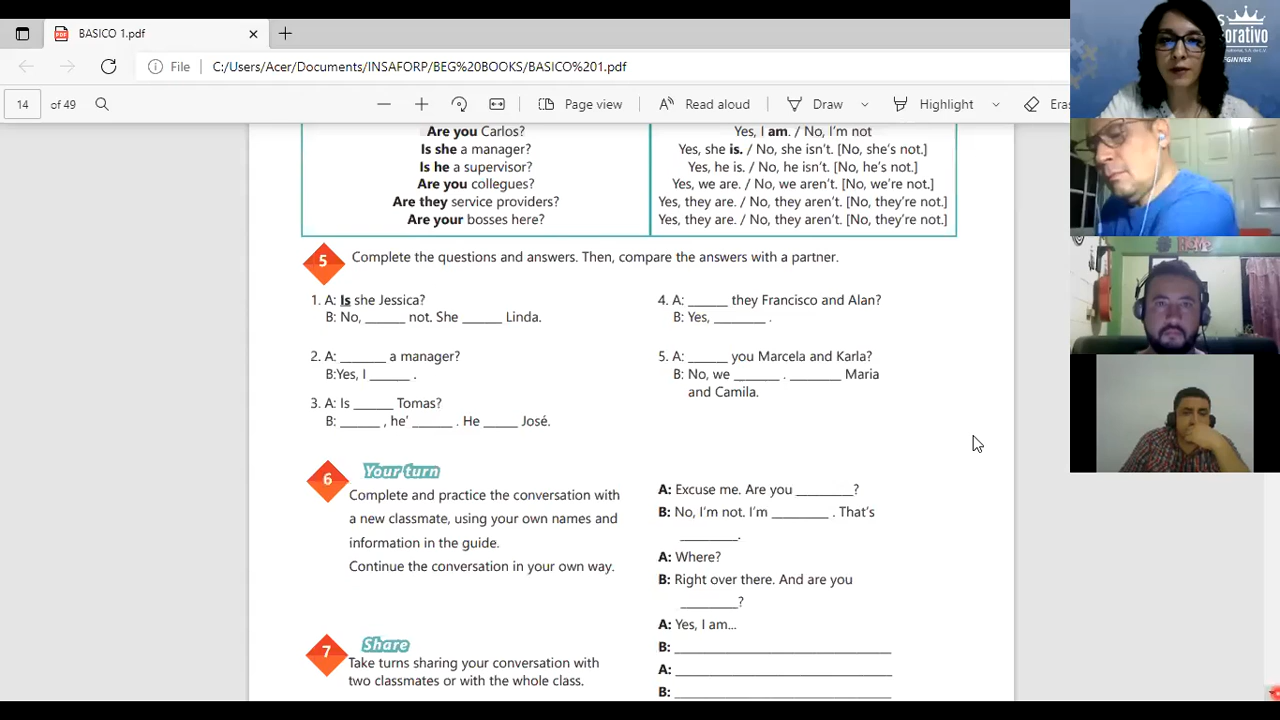 BASICO 1.pdf
File C:/Users/Acer/Documents/INSAFORP/BEG%20BOOKS/BASICO%201.pdf
14 of 49 Page view Read aloud Draw Highlight Eras
orativo
EGINNER
Are you Carlos? Yes, I am. / No, I'm not
Is she a manager? Yes, she is. / No, she isn't. [No, she's not.]
Is he a supervisor? Yes, he is. / No, he isn't. [No, he's not.]
Are you collegues? Yes, we are. / No, we aren't. [No, we're not.]
Are they service providers? Yes, they are. / No, they aren't. [No, they're not.]
Are your bosses here? Yes, they are. / No, they aren't. [No, they're not.]
5 Complete the questions and answers. Then, compare the answers with a partner.
1. A: Is she Jessica?
B: No, ______ not. She ______ Linda.
2. A: _______ a manager?
B:Yes, I ______ .
3. A: Is ______ Tomas?
B: ______ , he' ______ . He _____ José.
4. A: ______ they Francisco and Alan?
B: Yes, ________ .
5. A: ______ you Marcela and Karla?
B: No, we _______ . ________ Maria
and Camila.
6 Your turn
Complete and practice the conversation with
a new classmate, using your own names and
information in the guide.
Continue the conversation in your own way.
A: Excuse me. Are you _________?
B: No, I'm not. I'm _________ . That's
_________.
A: Where?
B: Right over there. And are you
_________?
A: Yes, I am...
B: __________________________________
A: __________________________________
B: __________________________________
7 Share
Take turns sharing your conversation with
two classmates or with the whole class.